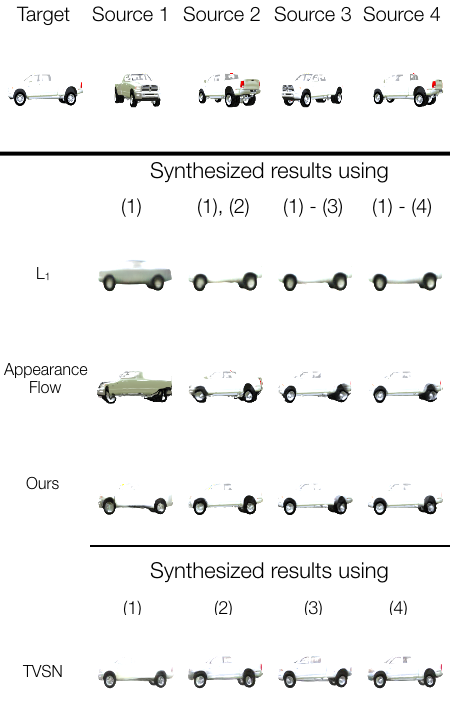 Target Source 1 Source 2 Source 3 Source 4
Synthesized results using
(1) (1), (2) (1) - (3) (1) - (4)
L₁
Appearance
Flow
Ours
Synthesized results using
(1) (2) (3) (4)
TVSN